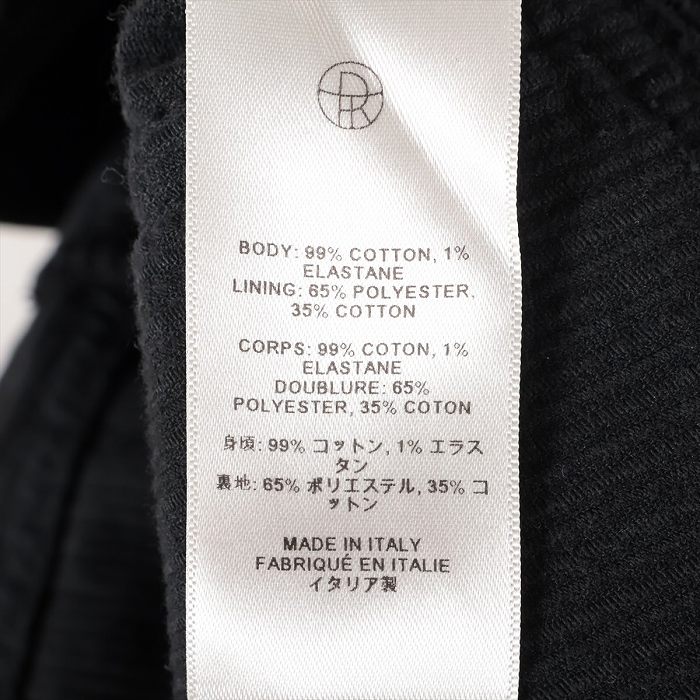 BODY: 99% COTTON, 1%
ELASTANE
LINING: 65% POLYESTER,
35% COTTON
CORPS: 99% COTON, 1%
ELASTANE
DOUBLURE: 65%
POLYESTER, 35% COTON
身頃: 99% コットン, 1% エラス
タン
裏地: 65% ポリエステル, 35% コ
ットン
MADE IN ITALY
FABRIQUÉ EN ITALIE
イタリア製